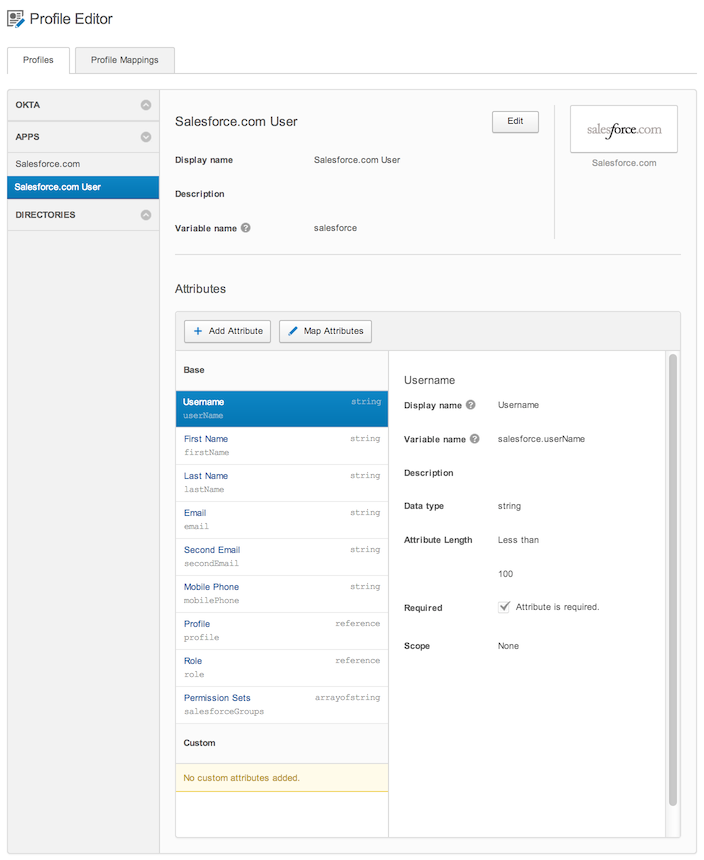 Profile Editor
Profiles
Profile Mappings
OKTA
APPS
Salesforce.com
Salesforce.com User
DIRECTORIES
Salesforce.com User
Edit
Display name
Salesforce.com User
Description
Variable name ?
salesforce
salesforce.com
Salesforce.com
Attributes
+ Add Attribute
Map Attributes
Base
Username string
userName
First Name string
firstName
Last Name string
lastName
Email string
email
Second Email string
secondEmail
Mobile Phone string
mobilePhone
Profile reference
profile
Role reference
role
Permission Sets arrayofstring
salesforceGroups
Custom
No custom attributes added.
Username
Display name ? Username
Variable name ? salesforce.userName
Description
Data type string
Attribute Length Less than
100
Required Attribute is required.
Scope None